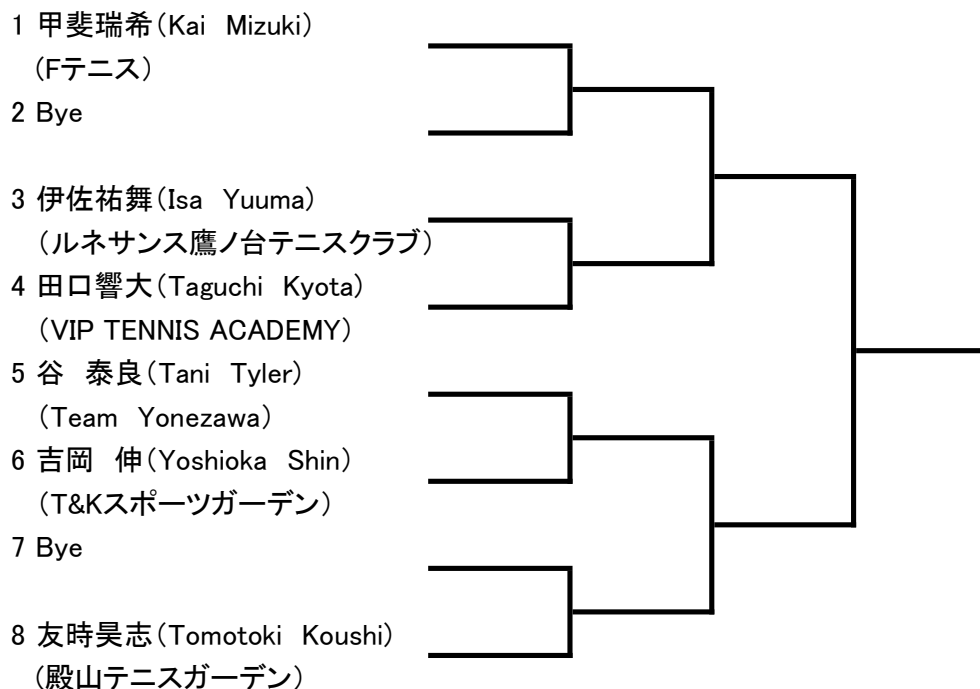 1 甲斐瑞希(Kai Mizuki)
(Fテニス)
2 Bye
3 伊佐祐舞(Isa Yuuma)
(ルネサンス鷹ノ台テニスクラブ)
4 田口響大(Taguchi Kyota)
(VIP TENNIS ACADEMY)
5 谷 泰良(Tani Tyler)
(Team Yonezawa)
6 吉岡 伸(Yoshioka Shin)
(T&Kスポーツガーデン)
7 Bye
8 友時昊志(Tomotoki Koushi)
(殿山テニスガーデン)